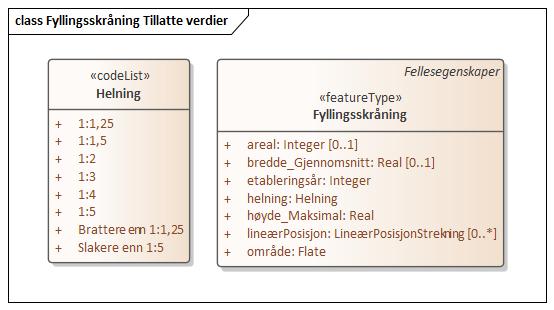 class Fyllingsskråning Tillatte verdier
«codeList»
Helning
+ 1:1,25
+ 1:1,5
+ 1:2
+ 1:3
+ 1:4
+ 1:5
+ Brattere enn 1:1,25
+ Slakere enn 1:5
Fellesegenskaper
«featureType»
Fyllingsskråning
+ areal: Integer [0..1]
+ bredde_Gjennomsnitt: Real [0..1]
+ etableringsår: Integer
+ helning: Helning
+ høyde_Maksimal: Real
+ lineærPosisjon: LineærPosisjonStrekning [0..*]
+ område: Flate